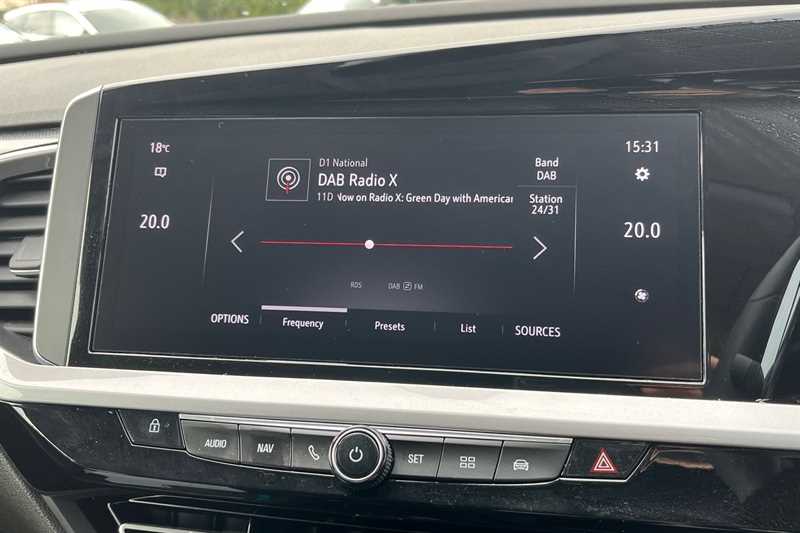 18°C
15:31
D1 National
DAB Radio X
11D Now on Radio X: Green Day with American
Band
DAB
Station
24/31
20.0
20.0
RDS
DAB
FM
OPTIONS
Frequency
Presets
List
SOURCES
AUDIO
NAV
SET